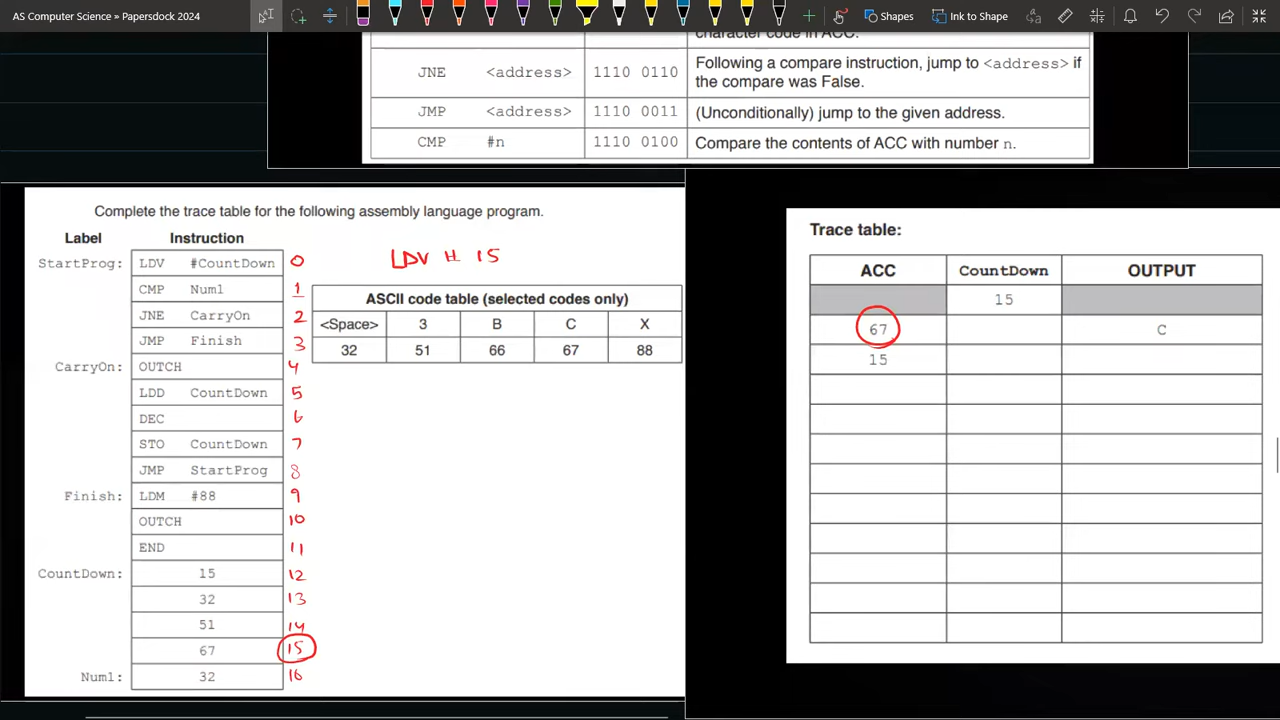 AS Computer Science » Papersdock 2024
Shapes
Ink to Shape
character code in ACC.
JNE <address> 1110 0110 Following a compare instruction, jump to <address> if
the compare was False.
JMP <address> 1110 0011 (Unconditionally) jump to the given address.
CMP #n 1110 0100 Compare the contents of ACC with number n.
Complete the trace table for the following assembly language program.
Label Instruction
StartProg: LDV #CountDown 0
CMP Num1 1
JNE CarryOn 2
JMP Finish 3
CarryOn: OUTCH 4
LDD CountDown 5
DEC 6
STO CountDown 7
JMP StartProg 8
Finish: LDM #88 9
OUTCH 10
END 11
CountDown: 15 12
32 13
51 14
67 15
Num1: 32 16
LDV # 15
ASCII code table (selected codes only)
<Space> 3 B C X
32 51 66 67 88
Trace table:
ACC CountDown OUTPUT
15
67 C
15